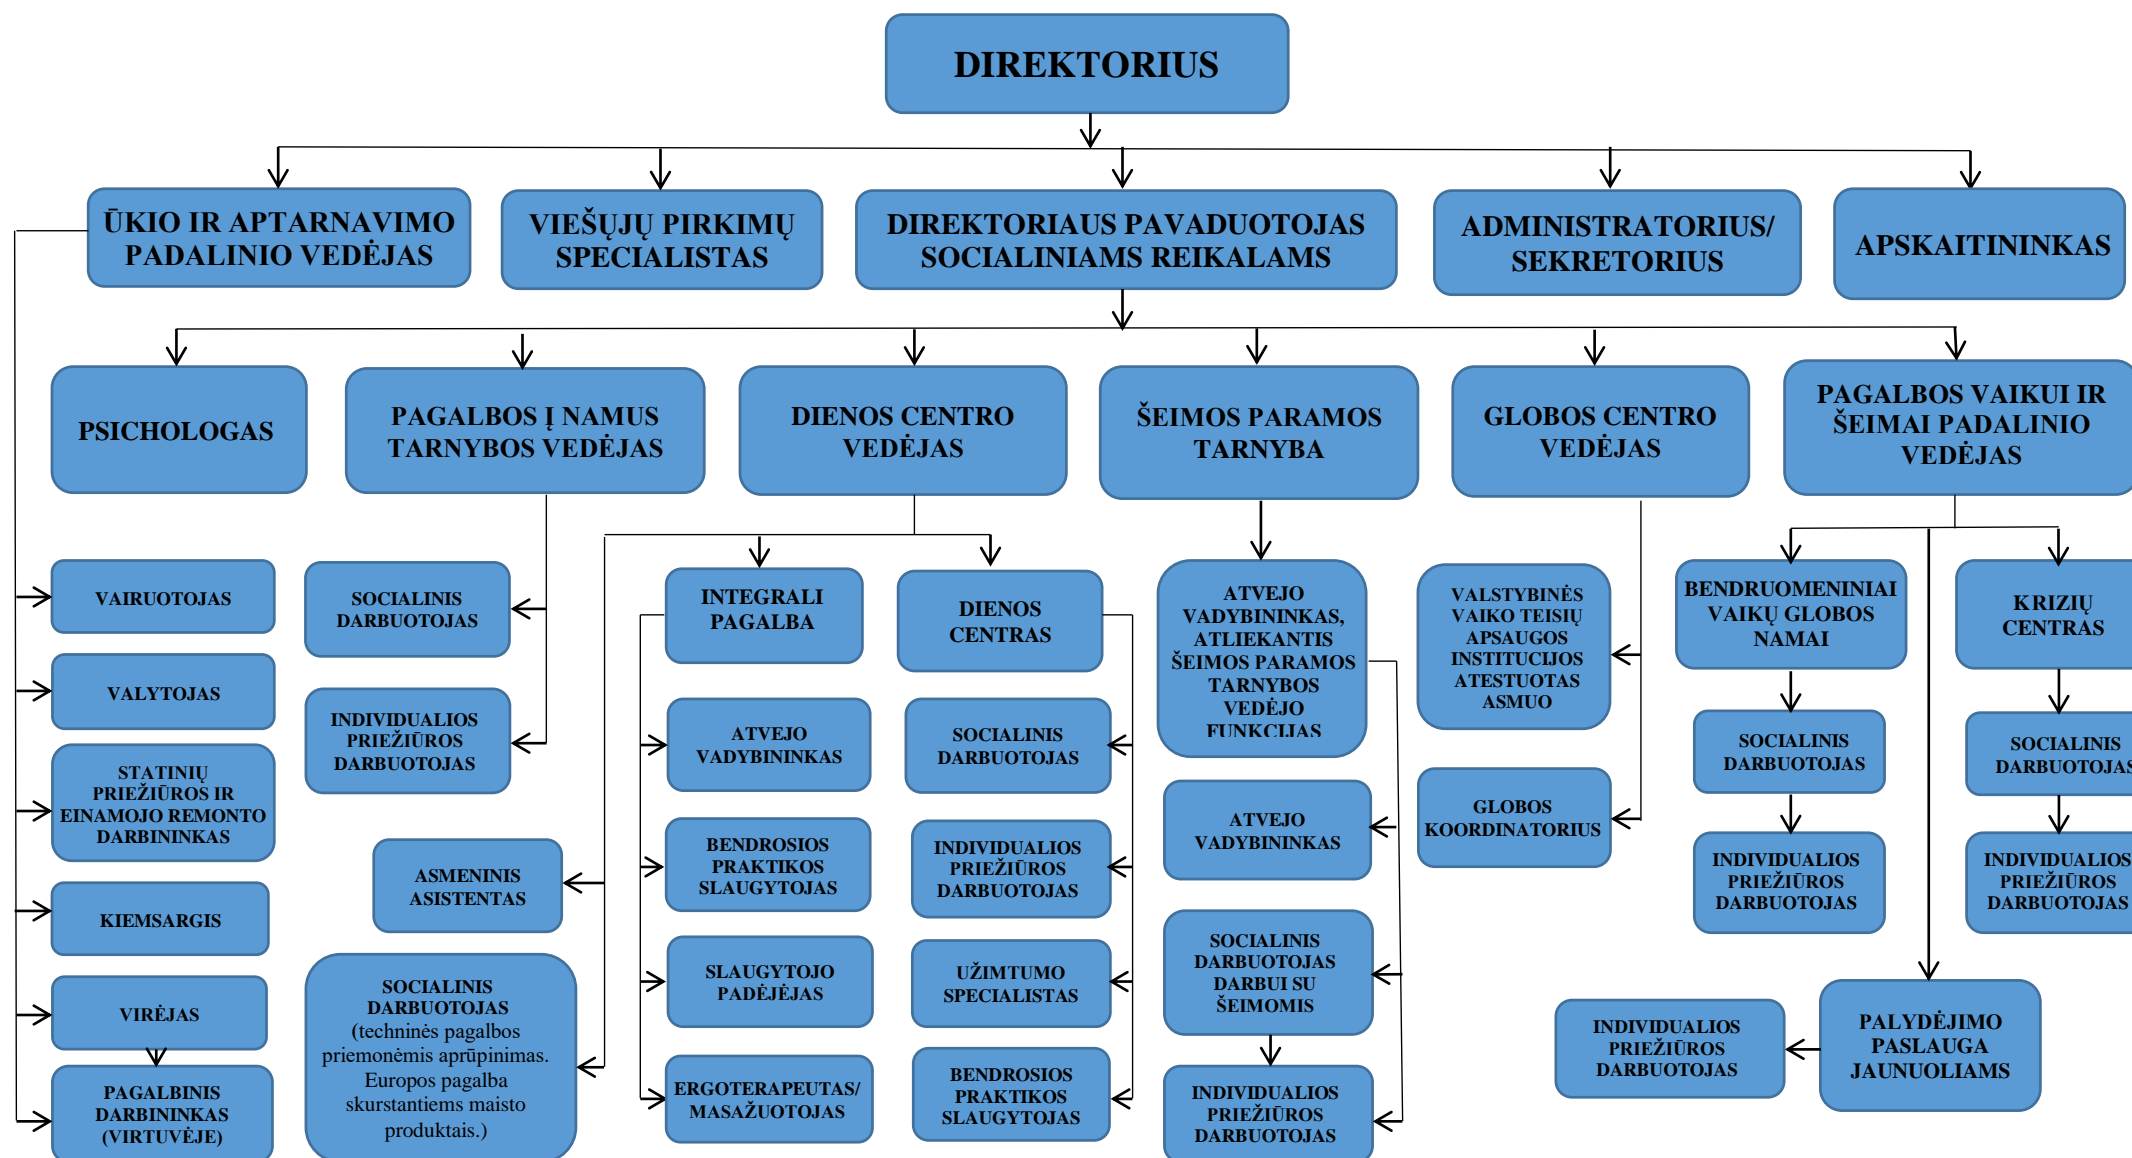 DIREKTORIUS
ŪKIO IR APTARNAVIMO
PADALINIO VEDĖJAS
VIEŠŲJŲ PIRKIMŲ
SPECIALISTAS
DIREKTORIAUS PAVADUOTOJAS
SOCIALINIAMS REIKALAMS
ADMINISTRATORIUS/
SEKRETORIUS
APSKAITININKAS
PSICHOLOGAS
PAGALBOS Į NAMUS
TARNYBOS VEDĖJAS
DIENOS CENTRO
VEDĖJAS
ŠEIMOS PARAMOS
TARNYBA
GLOBOS CENTRO
VEDĖJAS
PAGALBOS VAIKUI IR
ŠEIMAI PADALINIO
VEDĖJAS
VAIRUOTOJAS
VALYTOJAS
STATINIŲ
PRIEŽIŪROS IR
EINAMOJO REMONTO
DARBININKAS
KIEMSARGIS
VIRĖJAS
PAGALBINIS
DARBININKAS
(VIRTUVĖJE)
SOCIALINIS
DARBUOTOJAS
INDIVIDUALIOS
PRIEŽIŪROS
DARBUOTOJAS
ASMENINIS
ASISTENTAS
SOCIALINIS
DARBUOTOJAS
(techninės pagalbos
priemonėmis aprūpinimas.
Europos pagalba
skurstantiems maisto
produktais.)
INTEGRALI
PAGALBA
ATVEJO
VADYBININKAS
BENDROSIOS
PRAKTIKOS
SLAUGYTOJAS
SLAUGYTOJO
PADĖJĖJAS
ERGOTERAPEUTAS/
MASAŽUOTOJAS
DIENOS
CENTRAS
SOCIALINIS
DARBUOTOJAS
INDIVIDUALIOS
PRIEŽIŪROS
DARBUOTOJAS
UŽIMTUMO
SPECIALISTAS
BENDROSIOS
PRAKTIKOS
SLAUGYTOJAS
ATVEJO
VADYBININKAS,
ATLIEKANTIS
ŠEIMOS PARAMOS
TARNYBOS
VEDĖJO
FUNKCIJAS
ATVEJO
VADYBININKAS
SOCIALINIS
DARBUOTOJAS
DARBUI SU
ŠEIMOMIS
INDIVIDUALIOS
PRIEŽIŪROS
DARBUOTOJAS
VALSTYBINĖS
VAIKO TEISIŲ
APSAUGOS
INSTITUCIJOS
ATESTUOTAS
ASMUO
GLOBOS
KOORDINATORIUS
BENDRUOMENINIAI
VAIKŲ GLOBOS
NAMAI
SOCIALINIS
DARBUOTOJAS
INDIVIDUALIOS
PRIEŽIŪROS
DARBUOTOJAS
KRIZIŲ
CENTRAS
SOCIALINIS
DARBUOTOJAS
INDIVIDUALIOS
PRIEŽIŪROS
DARBUOTOJAS
INDIVIDUALIOS
PRIEŽIŪROS
DARBUOTOJAS
PALYDĖJIMO
PASLAUGA
JAUNUOLIAMS